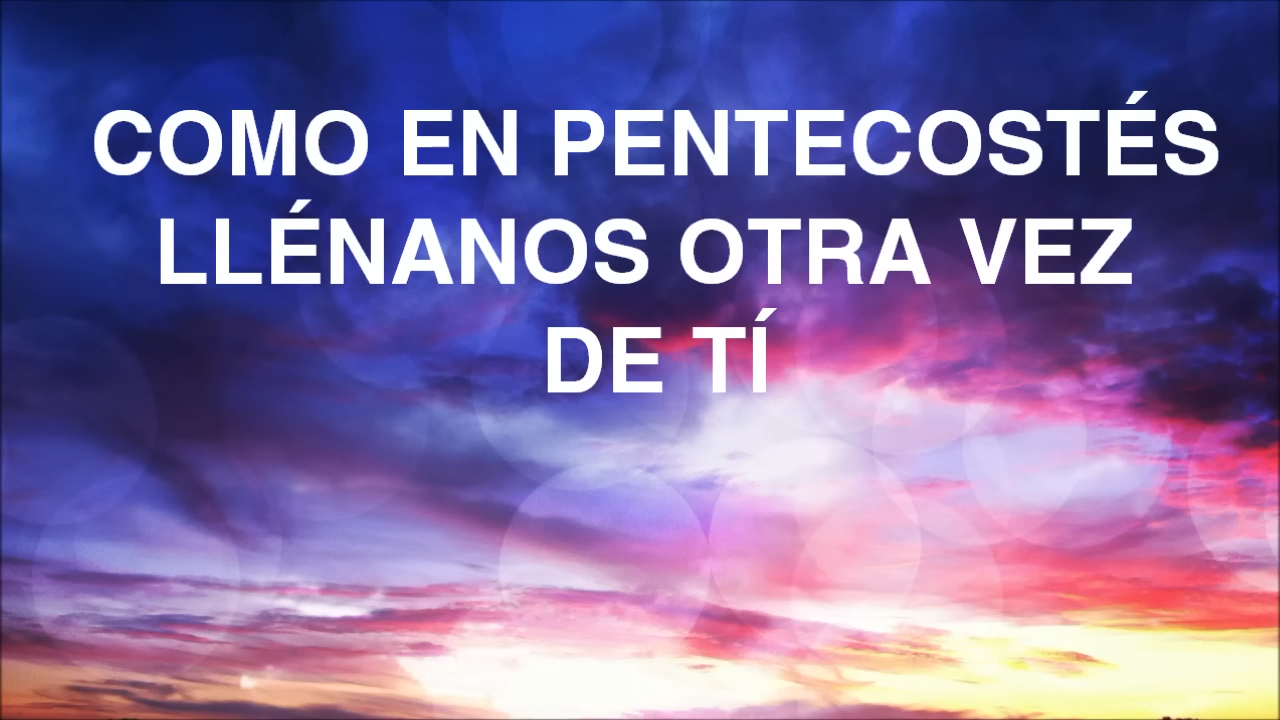 COMO EN PENTECOSTÉS
LLÉNANOS OTRA VEZ
DE TÍ